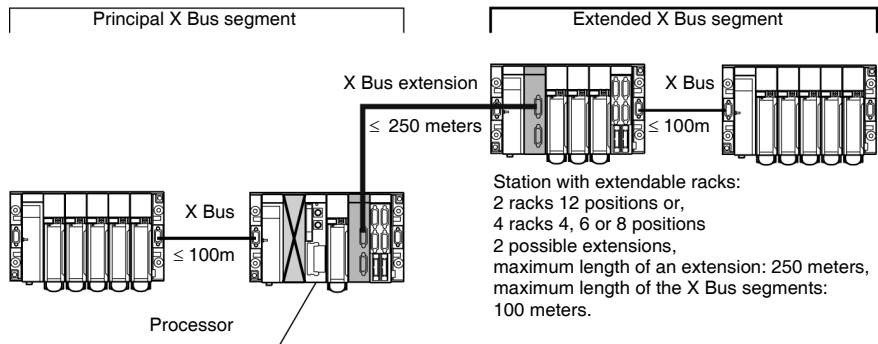 Principal X Bus segment
Extended X Bus segment
X Bus extension
≤ 250 meters
X Bus
≤ 100m
Station with extendable racks:
2 racks 12 positions or,
4 racks 4, 6 or 8 positions
2 possible extensions,
maximum length of an extension: 250 meters,
maximum length of the X Bus segments:
100 meters.
X Bus
≤ 100m
Processor